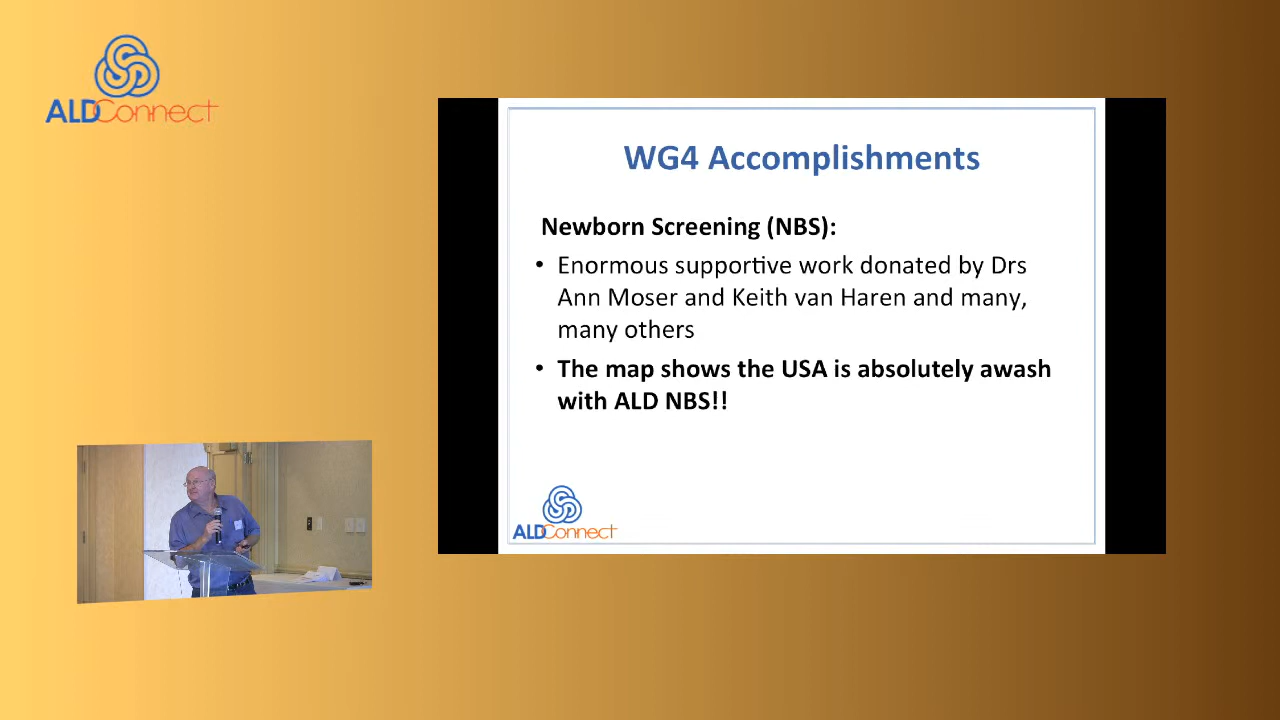 ALDConnect
WG4 Accomplishments
Newborn Screening (NBS):
• Enormous supportive work donated by Drs
Ann Moser and Keith van Haren and many,
many others
• The map shows the USA is absolutely awash
with ALD NBS!!
ALDConnect